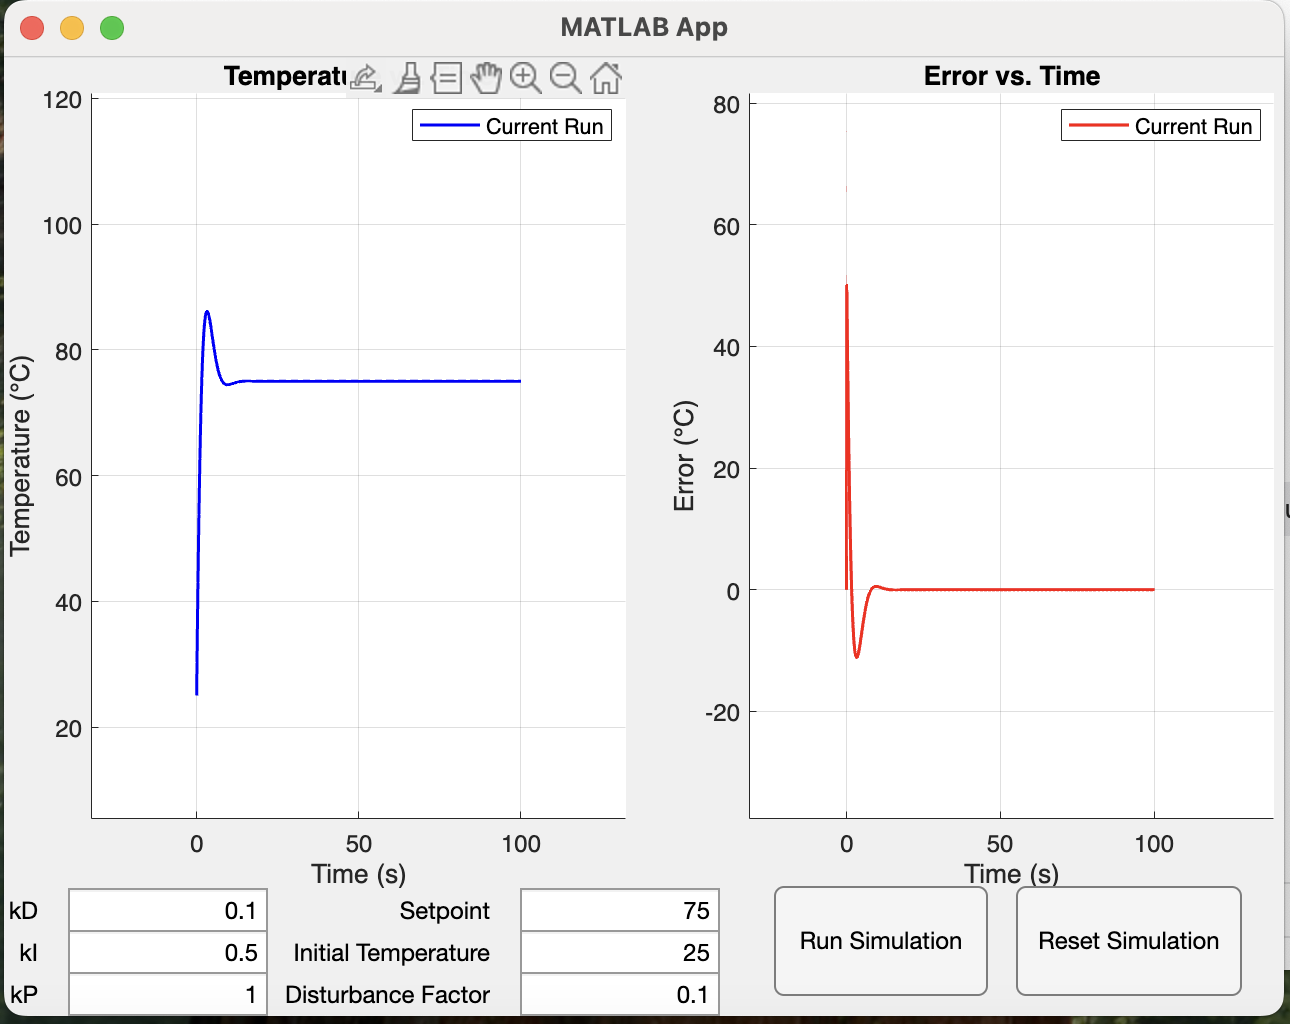 MATLAB App
Temperatu
120
100
80
60
40
20
Temperature (°C)
Current Run
0 50 100
Time (s)
Error vs. Time
80
60
40
20
0
-20
Error (°C)
Current Run
0 50 100
Time (s)
kD 0.1 Setpoint 75
kI 0.5 Initial Temperature 25
kP 1 Disturbance Factor 0.1
Run Simulation Reset Simulation